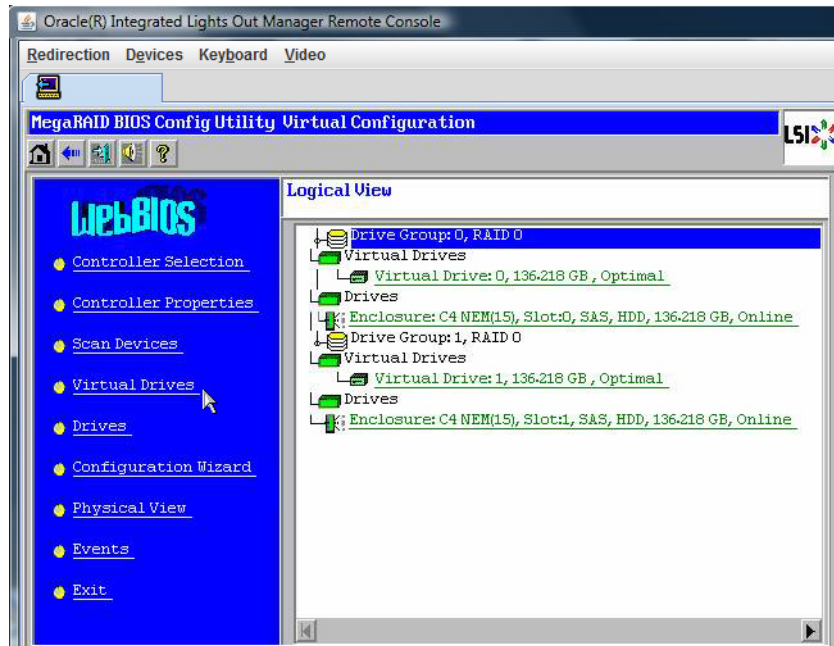 Oracle(R) Integrated Lights Out Manager Remote Console
Redirection Devices Keyboard Video
MegaRAID BIOS Config Utility Virtual Configuration
LSI
WebBIOS
Controller Selection
Controller Properties
Scan Devices
Virtual Drives
Drives
Configuration Wizard
Physical View
Events
Exit
Logical View
Drive Group: 0, RAID 0
Virtual Drives
Virtual Drive: 0, 136.218 GB , Optimal
Drives
Enclosure: C4 NEM(15), Slot:0, SAS, HDD, 136.218 GB, Online
Drive Group: 1, RAID 0
Virtual Drives
Virtual Drive: 1, 136.218 GB , Optimal
Drives
Enclosure: C4 NEM(15), Slot:1, SAS, HDD, 136.218 GB, Online